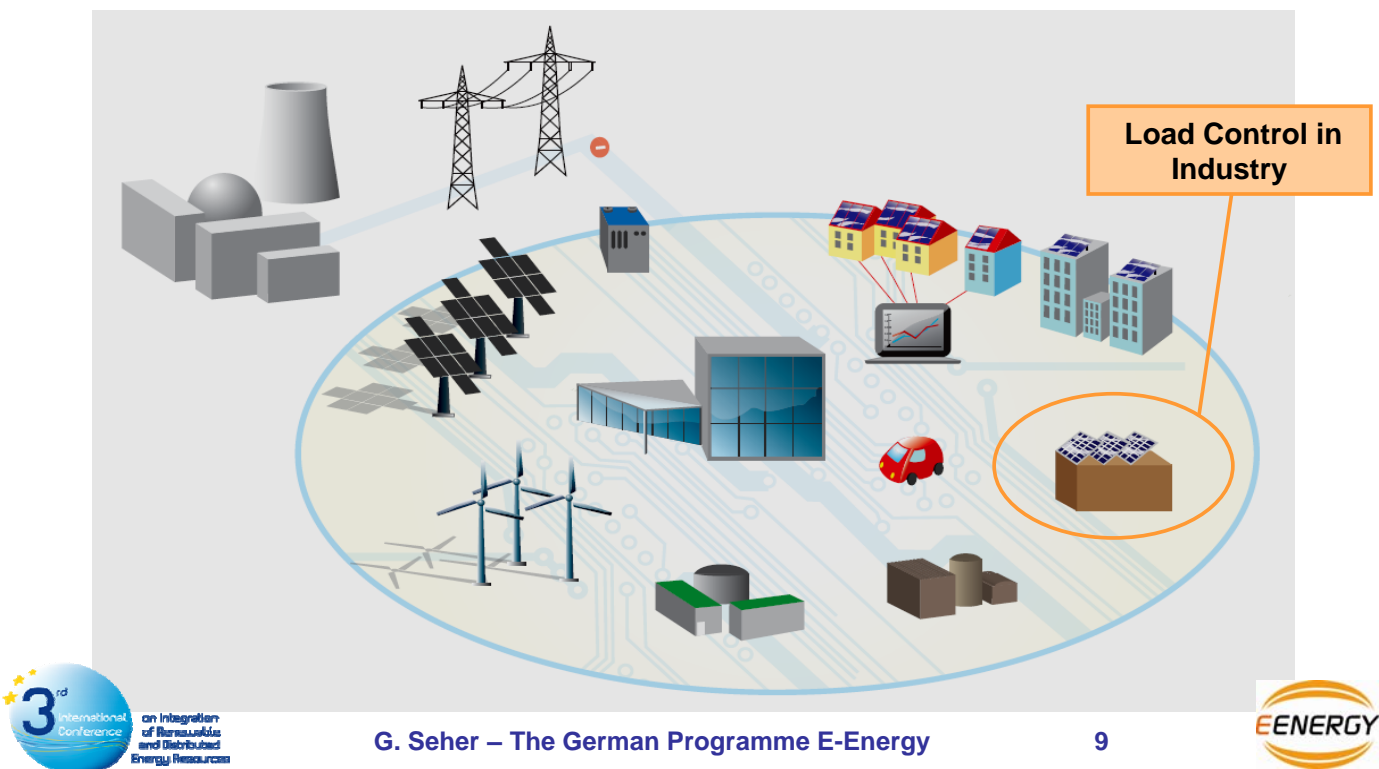 Load Control in
Industry
3rd
International
Conference
on Integration
of Renewable
and Distributed
Energy Resources
G. Seher – The German Programme E-Energy
9
EENERGY